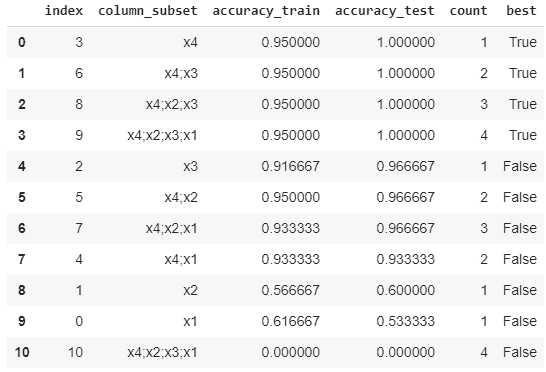 index column_subset accuracy_train accuracy_test count best
0 3 x4 0.950000 1.000000 1 True
1 6 x4;x3 0.950000 1.000000 2 True
2 8 x4;x2;x3 0.950000 1.000000 3 True
3 9 x4;x2;x3;x1 0.950000 1.000000 4 True
4 2 x3 0.916667 0.966667 1 False
5 5 x4;x2 0.950000 0.966667 2 False
6 7 x4;x2;x1 0.933333 0.966667 3 False
7 4 x4;x1 0.933333 0.933333 2 False
8 1 x2 0.566667 0.600000 1 False
9 0 x1 0.616667 0.533333 1 False
10 10 x4;x2;x3;x1 0.000000 0.000000 4 False